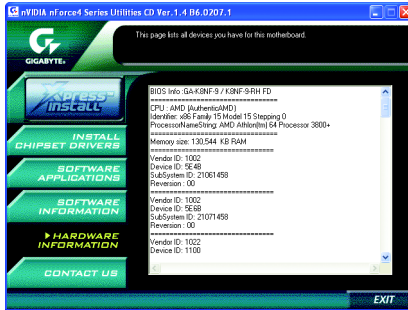 nVIDIA nForce4 Series Utilities CD Ver.1.4 B6.0207.1
This page lists all devices you have for this motherboard.
GIGABYTE
Xpress-
INSTALL
INSTALL
CHIPSET DRIVERS
SOFTWARE
APPLICATIONS
SOFTWARE
INFORMATION
HARDWARE
INFORMATION
CONTACT US
BIOS Info :GA-K8NF-9 / K8NF-9-RH FD
================================
CPU : AMD {AuthenticAMD}
Identifier: x86 Family 15 Model 15 Stepping 0
ProcessorNameString: AMD Athlon(tm) 64 Processor 3800+
================================
Memory size: 130,544 KB RAM
================================
Vendor ID: 1002
Device ID: 5E4B
SubSystem ID: 21061458
Reversion : 00
================================
Vendor ID: 1002
Device ID: 5E6B
SubSystem ID: 21071458
Reversion : 00
================================
Vendor ID: 1022
Device ID: 1100
EXIT